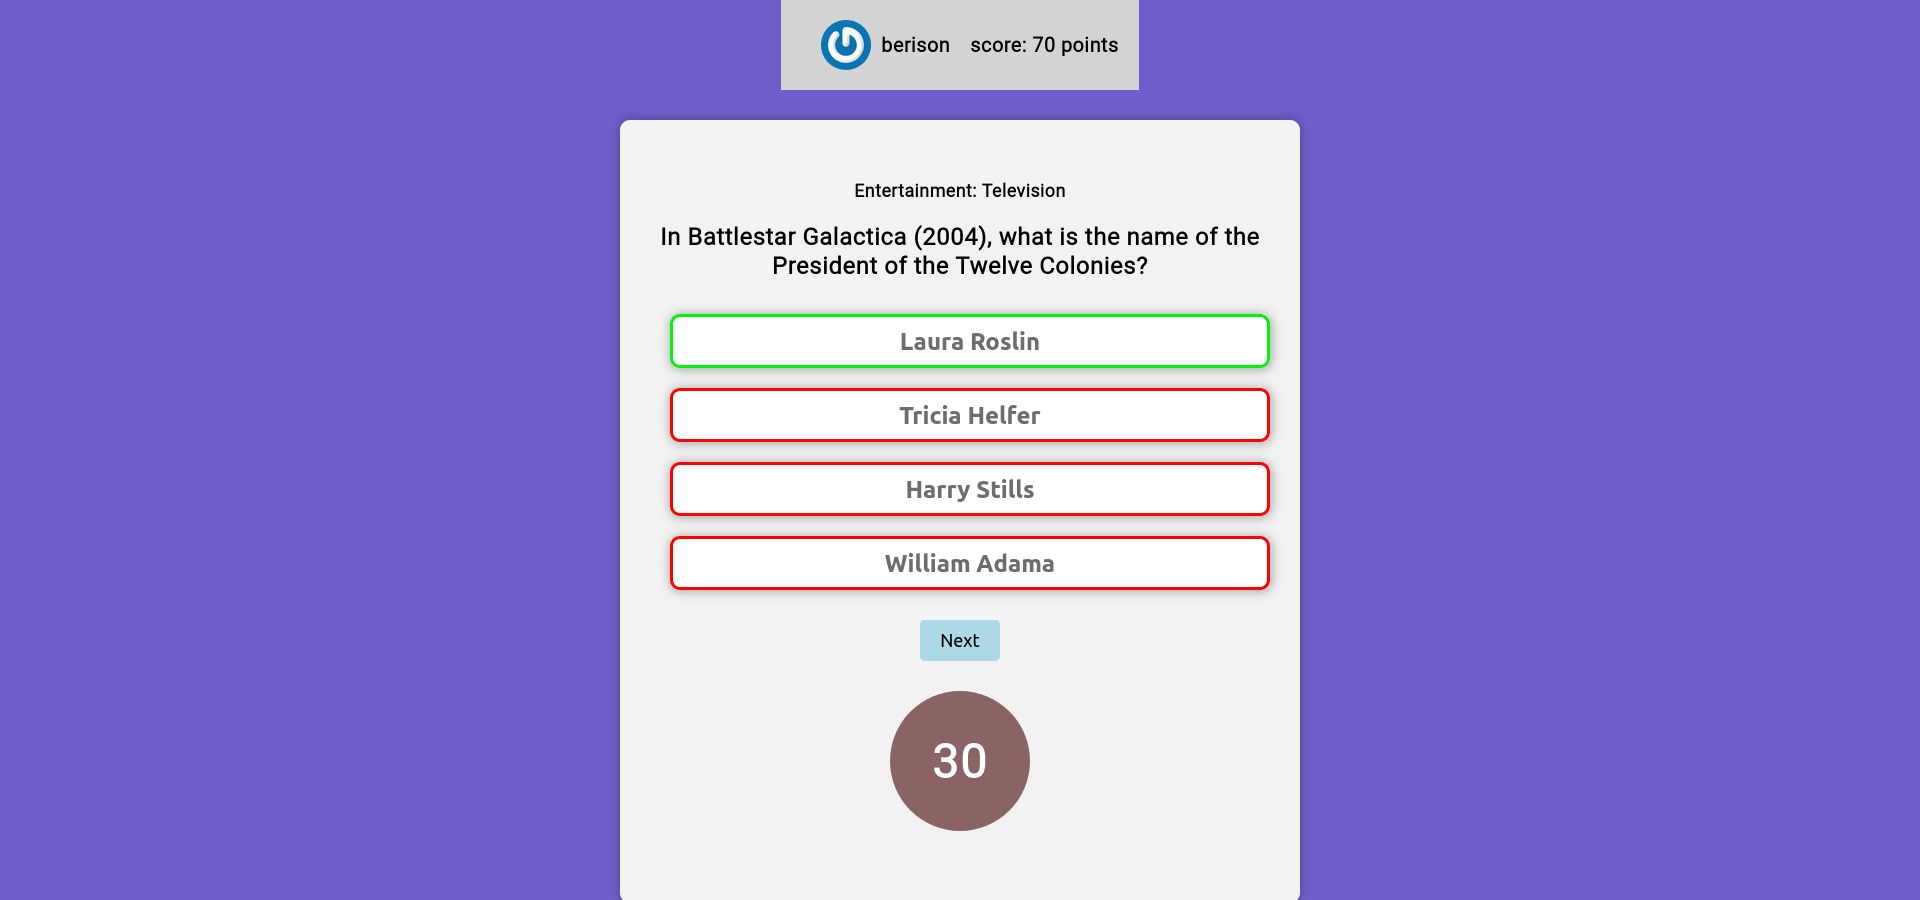 berison score: 70 points
Entertainment: Television
In Battlestar Galactica (2004), what is the name of the
President of the Twelve Colonies?
Laura Roslin
Tricia Helfer
Harry Stills
William Adama
Next
30